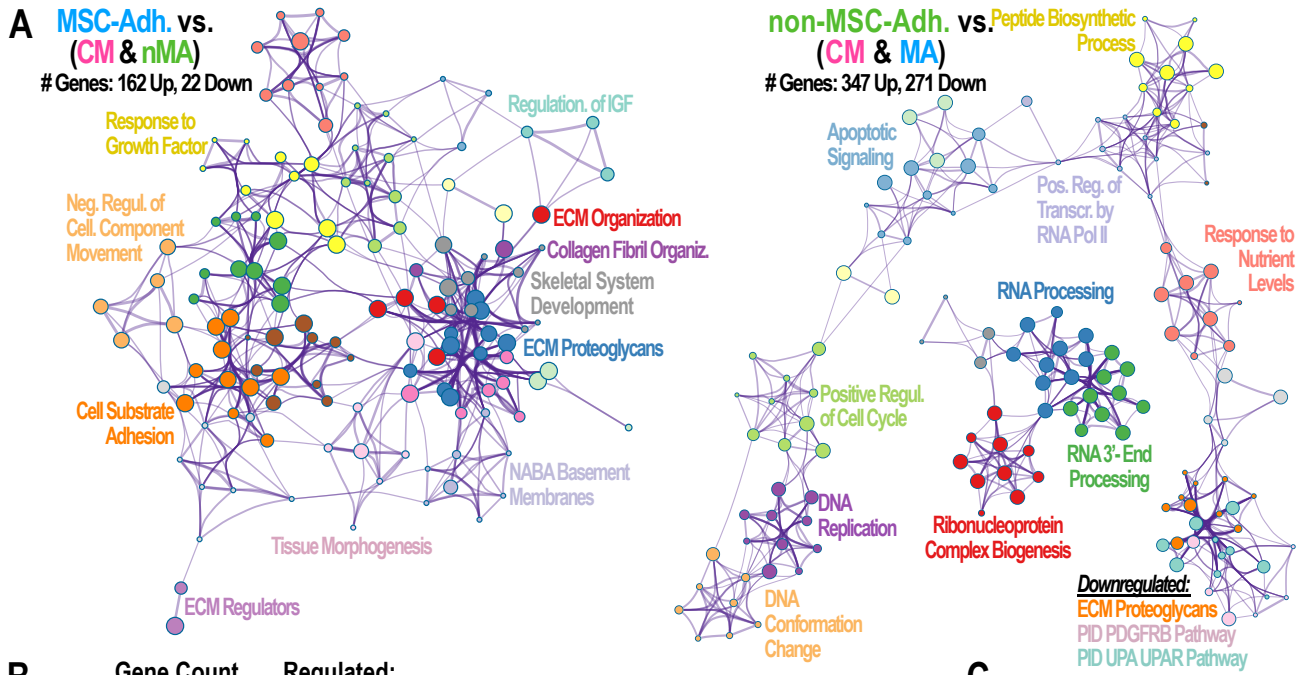 A
MSC-Adh. vs.
(CM & nMA)
# Genes: 162 Up, 22 Down
Response to
Growth Factor
Regulation. of IGF
Neg. Regul. of
Cell. Component
Movement
ECM Organization
Collagen Fibril Organiz.
Skeletal System
Development
ECM Proteoglycans
Cell Substrate
Adhesion
NABA Basement
Membranes
Tissue Morphogenesis
ECM Regulators
non-MSC-Adh. vs.
(CM & MA)
# Genes: 347 Up, 271 Down
Peptide Biosynthetic
Process
Apoptotic
Signaling
Pos. Reg. of
Transcr. by
RNA Pol II
Response to
Nutrient
Levels
RNA Processing
Positive Regul.
of Cell Cycle
RNA 3'- End
Processing
DNA
Replication
Ribonucleoprotein
Complex Biogenesis
DNA
Conformation
Change
Downregulated:
ECM Proteoglycans
PID PDGFRB Pathway
PID UPA UPAR Pathway
B
Gene Count
Regulated:
C